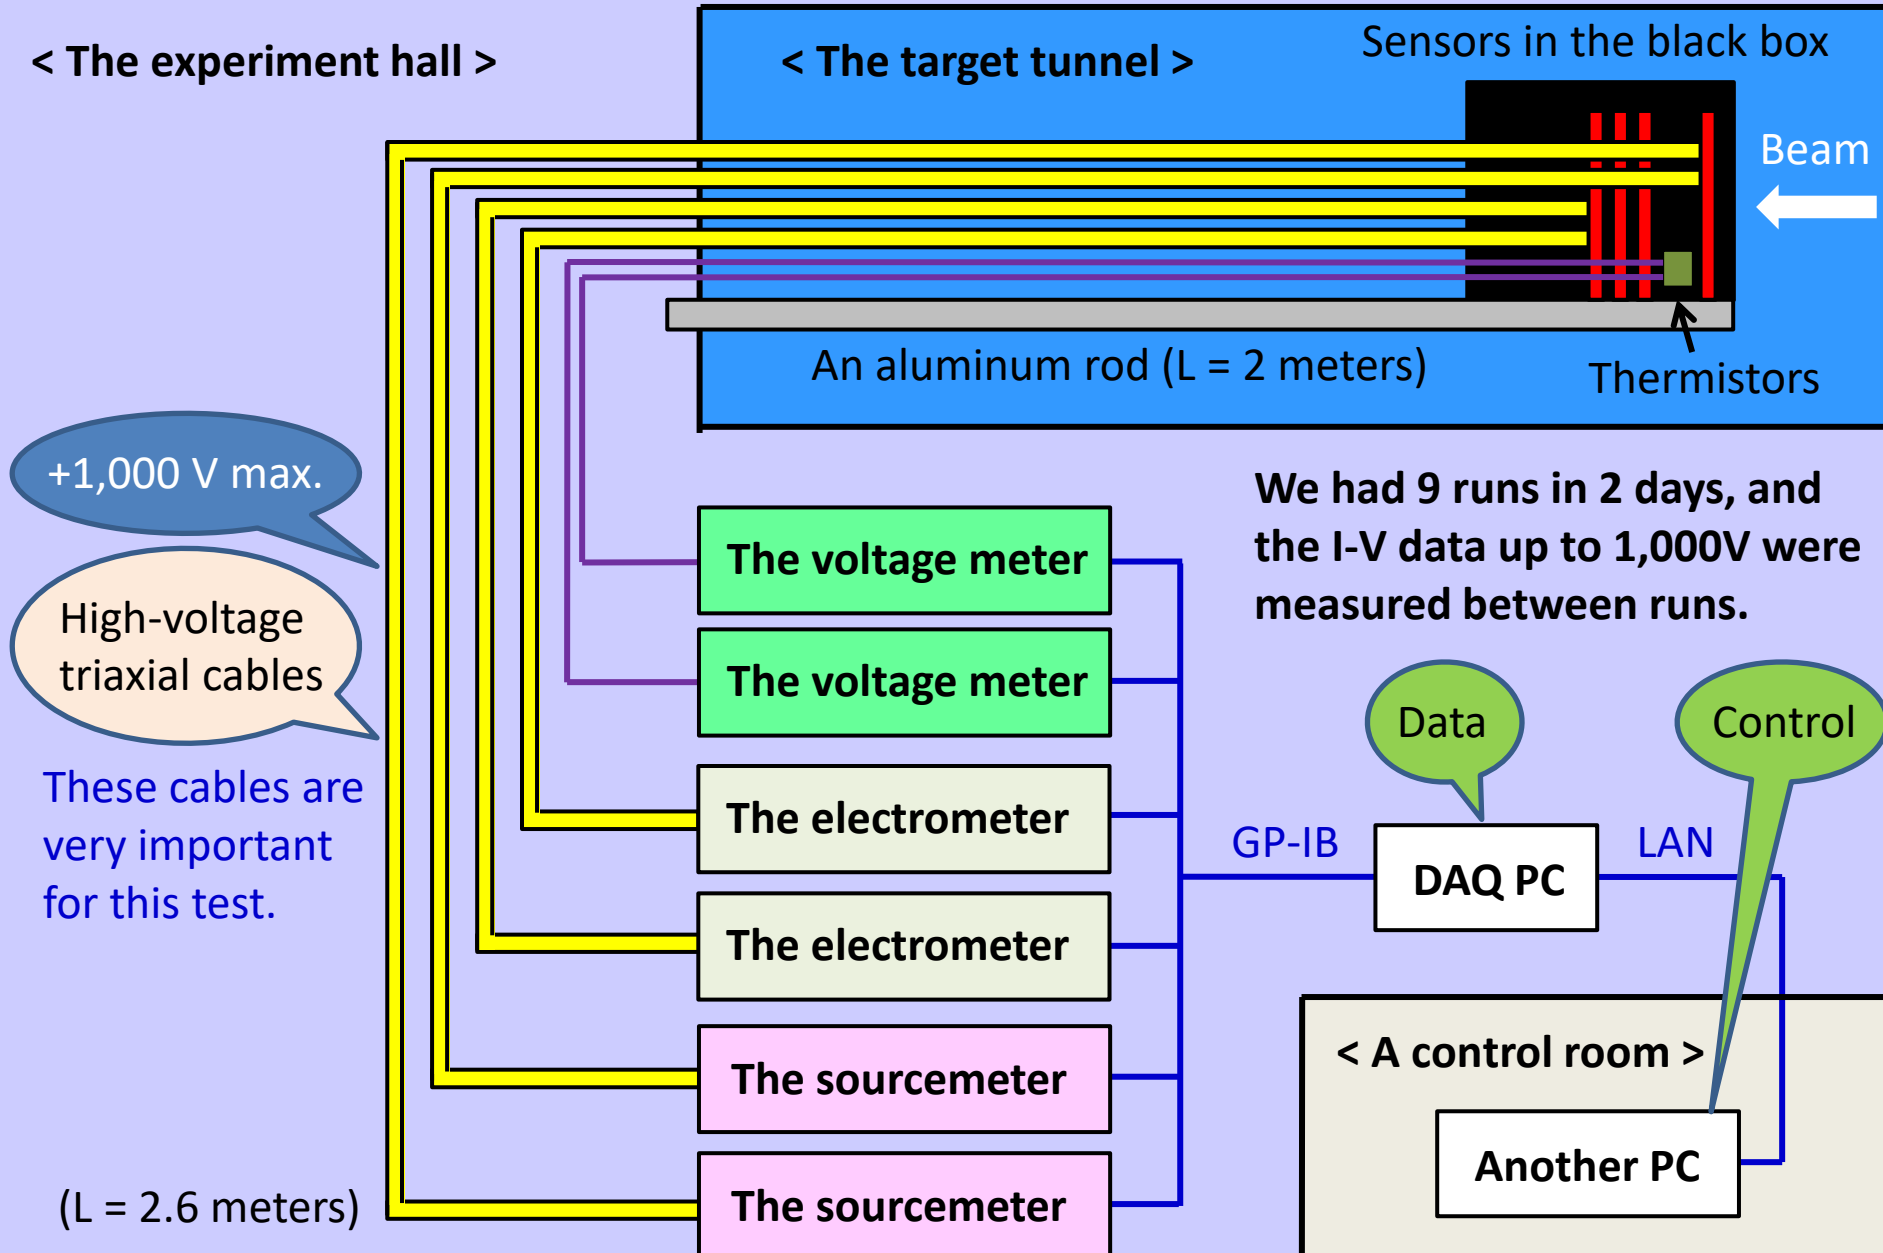 < The experiment hall >
< The target tunnel >
Sensors in the black box
Beam
An aluminum rod (L = 2 meters)
Thermistors
+1,000 V max.
High-voltage
triaxial cables
These cables are
very important
for this test.
(L = 2.6 meters)
The voltage meter
The voltage meter
The electrometer
The electrometer
The sourcemeter
The sourcemeter
We had 9 runs in 2 days, and
the I-V data up to 1,000V were
measured between runs.
Data
Control
GP-IB
DAQ PC
LAN
< A control room >
Another PC